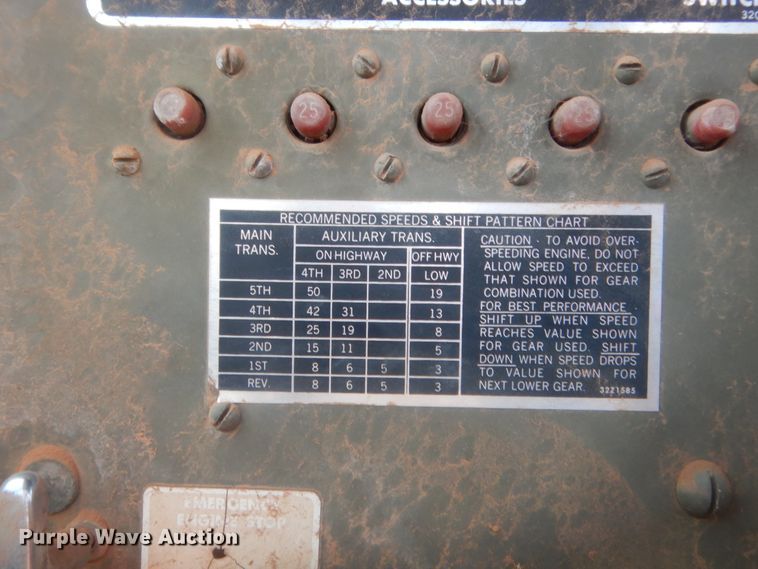 ACCESSORIES
25 25
RECOMMENDED SPEEDS & SHIFT PATTERN CHART
MAIN TRANS. AUXILIARY TRANS.
ON HIGHWAY OFF HWY
4TH 3RD 2ND LOW
5TH 50 19
4TH 42 31 13
3RD 25 19 8
2ND 15 11 5
1ST 8 6 5 3
REV. 8 6 5 3
CAUTION - TO AVOID OVER-
SPEEDING ENGINE, DO NOT
ALLOW SPEED TO EXCEED
THAT SHOWN FOR GEAR
COMBINATION USED.
FOR BEST PERFORMANCE -
SHIFT UP WHEN SPEED
REACHES VALUE SHOWN
FOR GEAR USED. SHIFT
DOWN WHEN SPEED DROPS
TO VALUE SHOWN FOR
NEXT LOWER GEAR. 3221585
EMERGENCY
ENGINE STOP
Purple Wave Auction